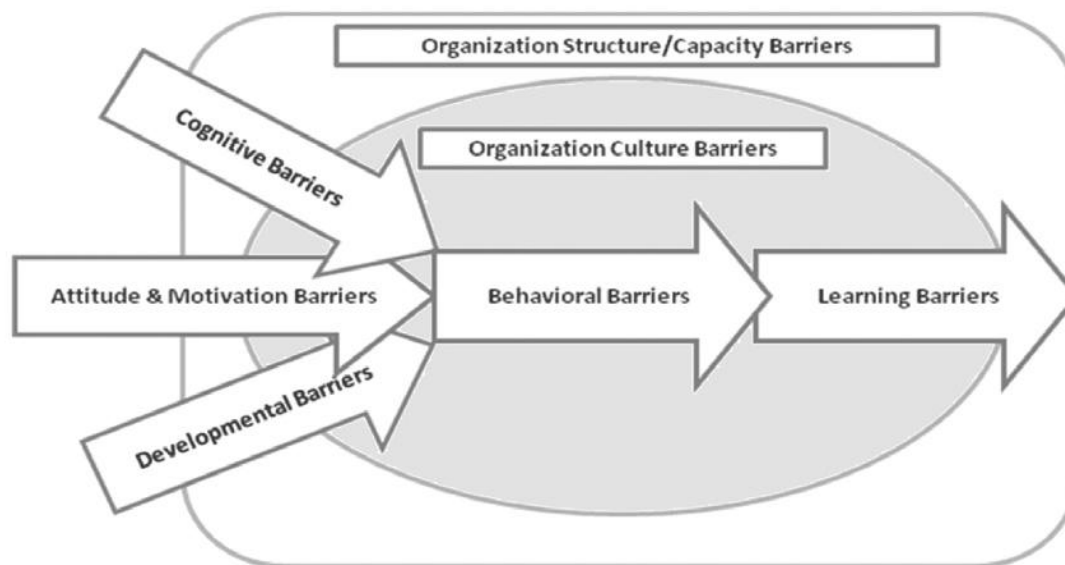 Organization Structure/Capacity Barriers
Cognitive Barriers
Organization Culture Barriers
Attitude & Motivation Barriers
Behavioral Barriers
Learning Barriers
Developmental Barriers